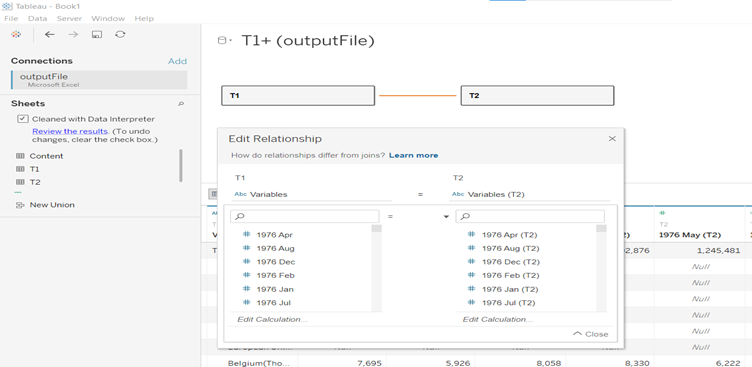 Tableau - Book1
File Data Server Window Help
Connections Add
outputFile
Microsoft Excel
Sheets
Cleaned with Data Interpreter
Review the results. (To undo
changes, clear the check box.)
Content
T1
T2
New Union
T1+ (outputFile)
T1 T2
Edit Relationship
How do relationships differ from joins? Learn more
T1 T2
Abc Variables = Abc Variables (T2)
=
1976 Apr 1976 Apr (T2)
1976 Aug 1976 Aug (T2)
1976 Dec 1976 Dec (T2)
1976 Feb 1976 Feb (T2)
1976 Jan 1976 Jan (T2)
1976 Jul 1976 Jul (T2)
Edit Calculation... Edit Calculation...
Close
T2
1976 May (T2)
1,245,481
Null
Null
Null
Null
Null
Null
Null
Belgium(Tho... 7,695 5,926 8,058 8,330 6,222